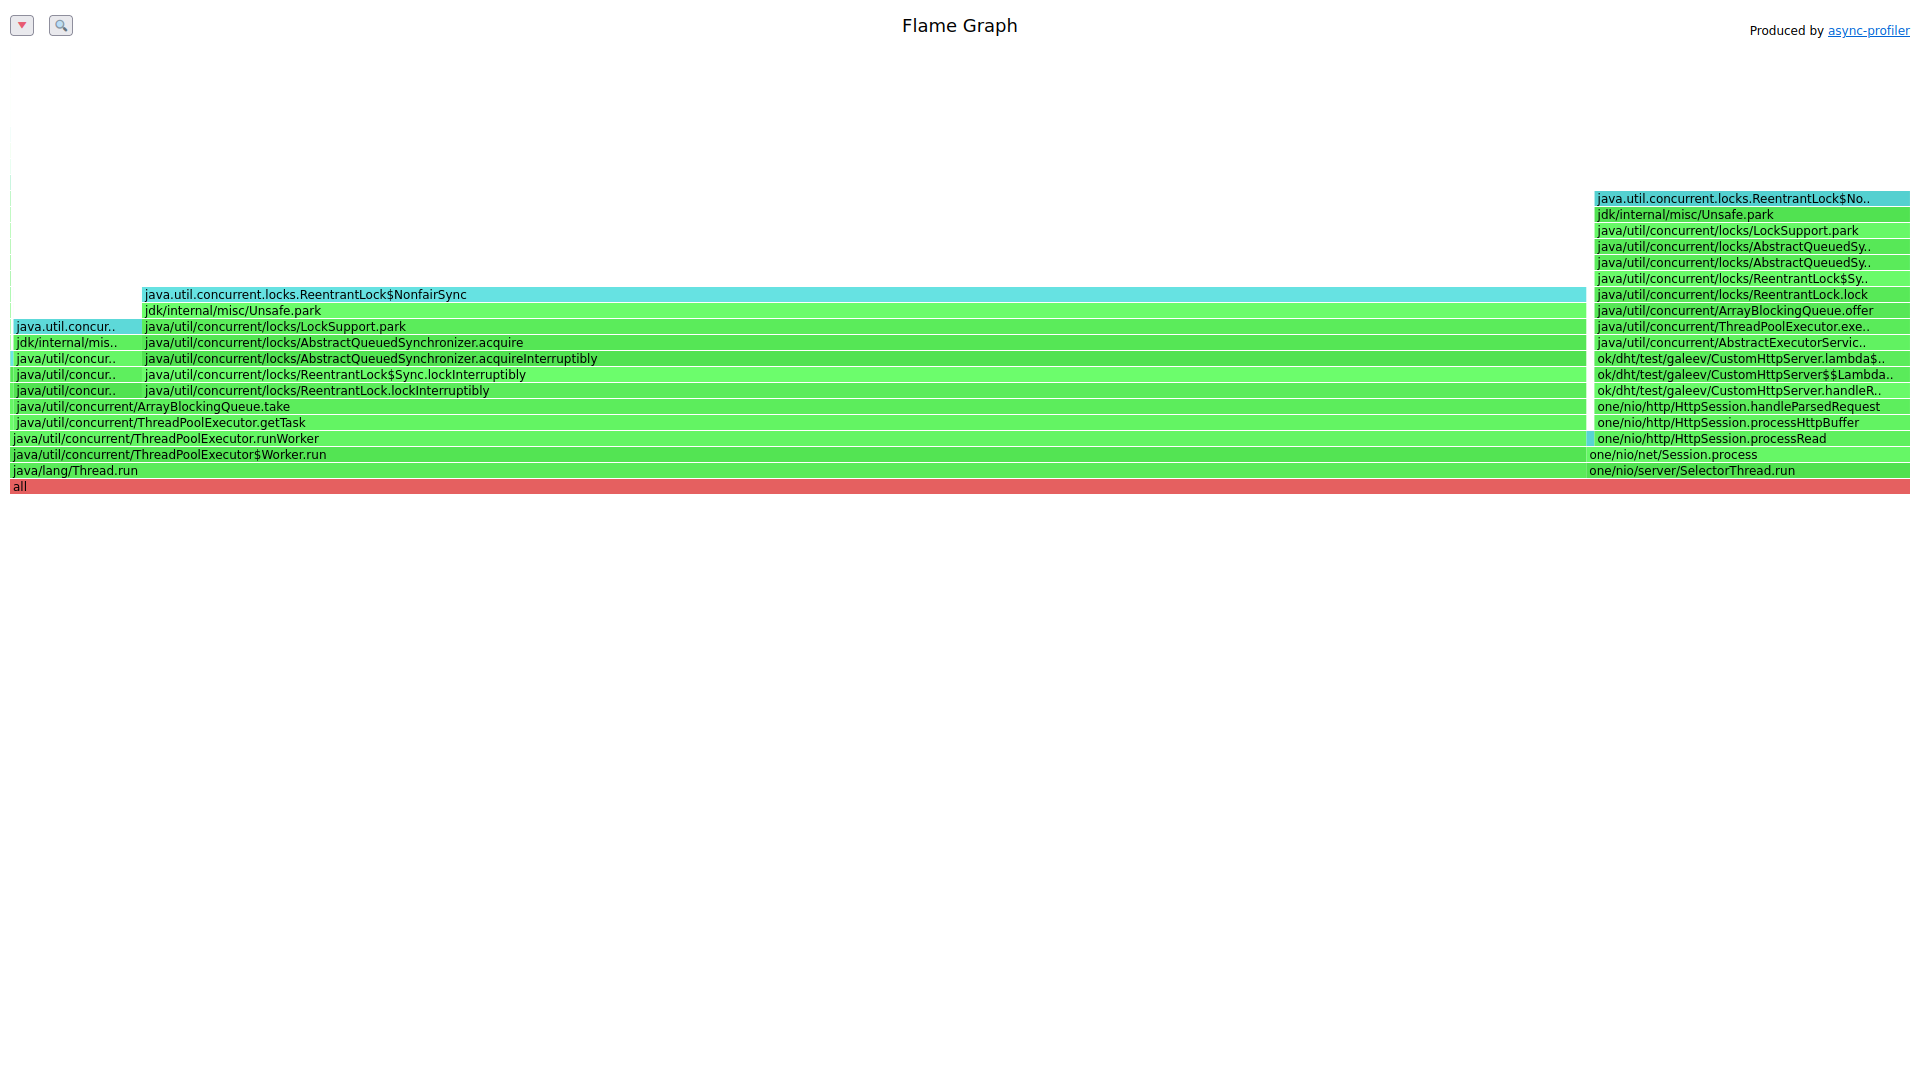 Flame Graph
Produced by async-profiler
java.util.concurrent.locks.ReentrantLock$No..
jdk/internal/misc/Unsafe.park
java/util/concurrent/locks/LockSupport.park
java/util/concurrent/locks/AbstractQueuedSy..
java/util/concurrent/locks/AbstractQueuedSy..
java/util/concurrent/locks/ReentrantLock$Sy..
java.util.concurrent.locks.ReentrantLock$NonfairSync java/util/concurrent/locks/ReentrantLock.lock
jdk/internal/misc/Unsafe.park java/util/concurrent/ArrayBlockingQueue.offer
java.util.concur.. java/util/concurrent/locks/LockSupport.park java/util/concurrent/ThreadPoolExecutor.exe..
jdk/internal/mis.. java/util/concurrent/locks/AbstractQueuedSynchronizer.acquire java/util/concurrent/AbstractExecutorServic..
java/util/concur.. java/util/concurrent/locks/AbstractQueuedSynchronizer.acquireInterruptibly ok/dht/test/galeev/CustomHttpServer.lambda$..
java/util/concur.. java/util/concurrent/locks/ReentrantLock$Sync.lockInterruptibly ok/dht/test/galeev/CustomHttpServer$$Lambda..
java/util/concur.. java/util/concurrent/locks/ReentrantLock.lockInterruptibly ok/dht/test/galeev/CustomHttpServer.handleR..
java/util/concurrent/ArrayBlockingQueue.take one/nio/http/HttpSession.handleParsedRequest
java/util/concurrent/ThreadPoolExecutor.getTask one/nio/http/HttpSession.processHttpBuffer
java/util/concurrent/ThreadPoolExecutor.runWorker one/nio/http/HttpSession.processRead
java/util/concurrent/ThreadPoolExecutor$Worker.run one/nio/net/Session.process
java/lang/Thread.run one/nio/server/SelectorThread.run
all